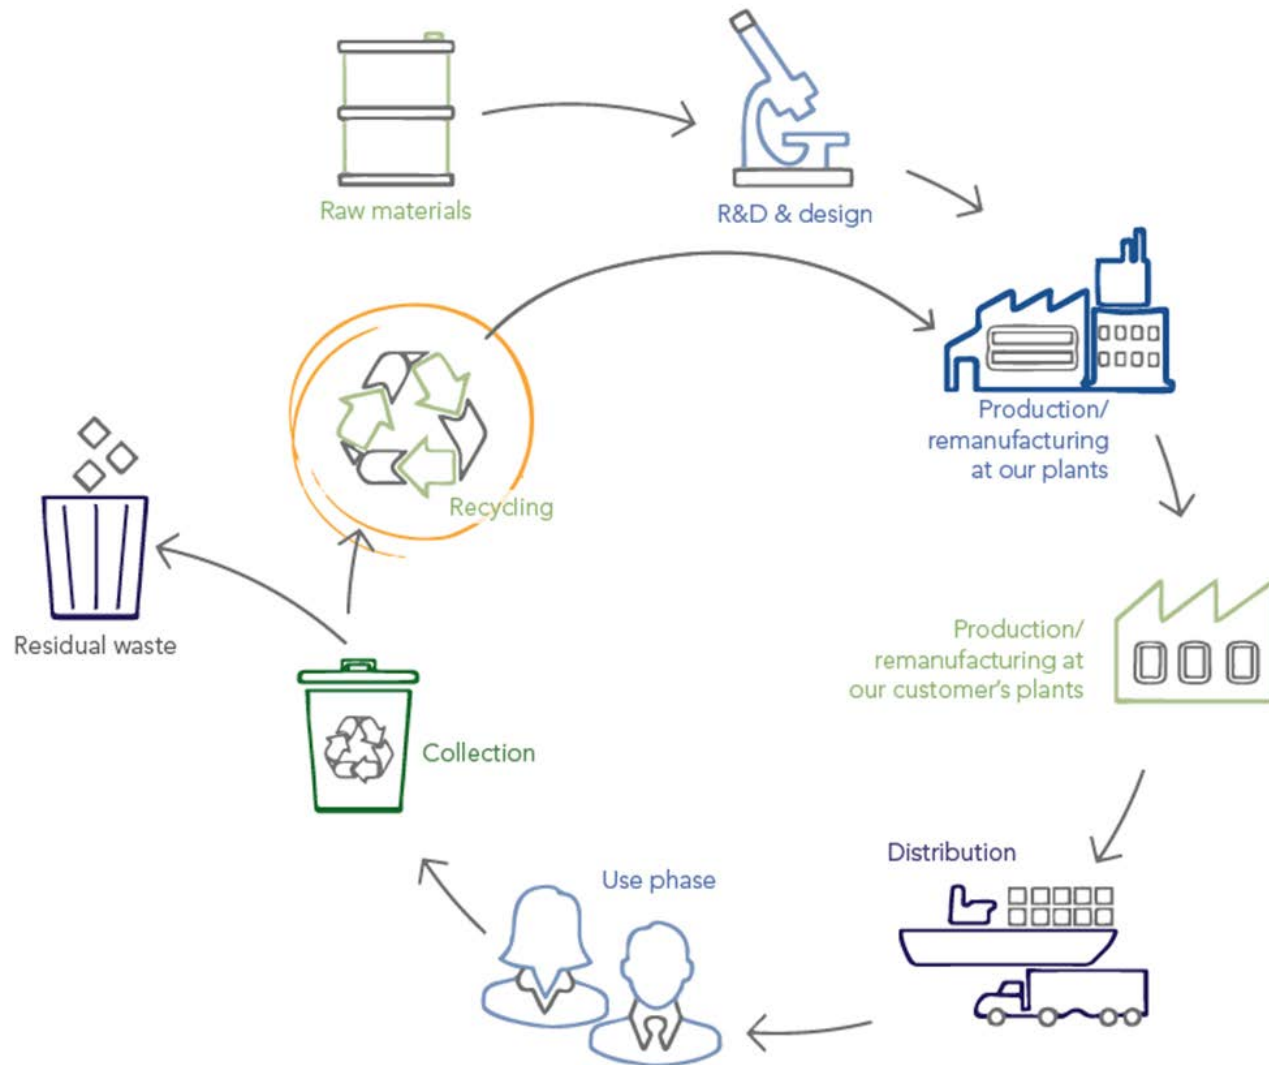 Raw materials
R&D & design
Production/
remanufacturing
at our plants
Recycling
Residual waste
Production/
remanufacturing at
our customer's plants
Collection
Distribution
Use phase